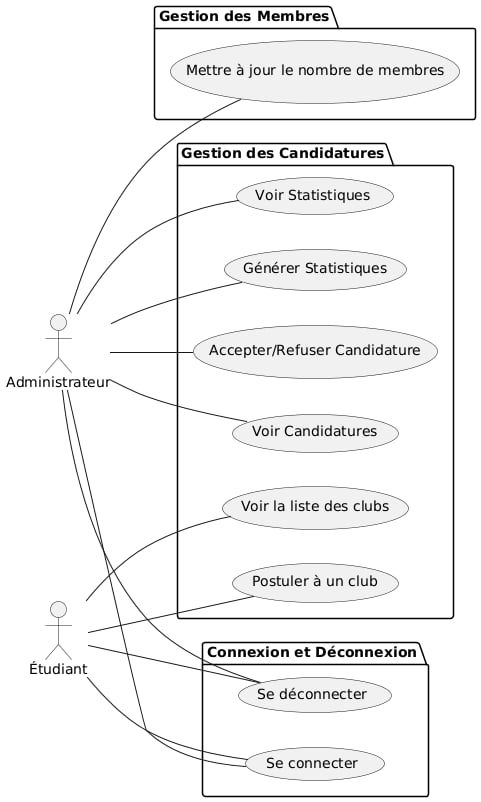 Gestion des Membres
Mettre à jour le nombre de membres
Gestion des Candidatures
Voir Statistiques
Générer Statistiques
Accepter/Refuser Candidature
Administrateur
Voir Candidatures
Voir la liste des clubs
Postuler à un club
Étudiant
Connexion et Déconnexion
Se déconnecter
Se connecter